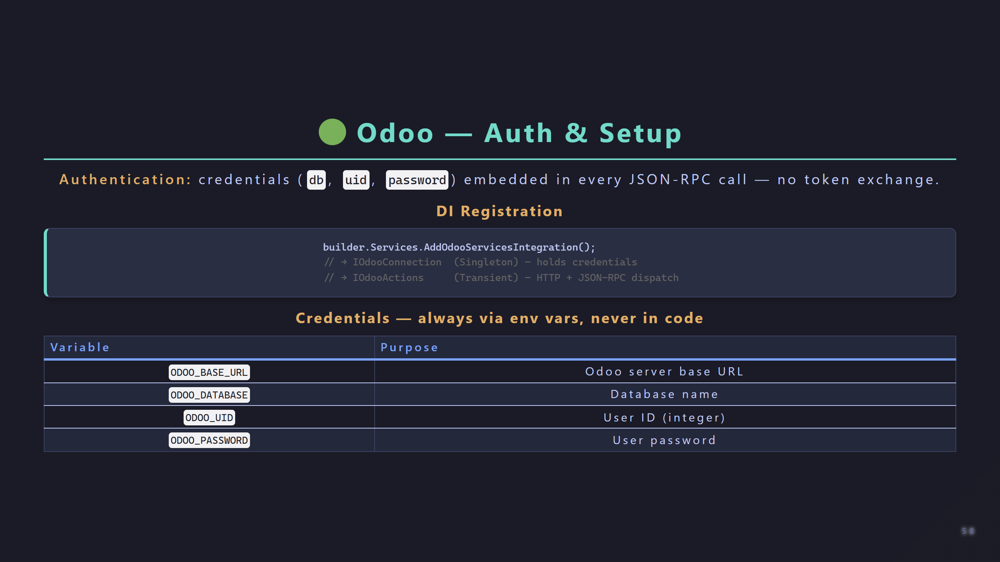 Odoo — Auth & Setup
Authentication: credentials (db, uid, password) embedded in every JSON-RPC call — no token exchange.
DI Registration
builder.Services.AddOdooServicesIntegration();
// → IOdooConnection  (Singleton) — holds credentials
// → IOdooActions     (Transient) — HTTP + JSON-RPC dispatch
Credentials — always via env vars, never in code
Variable Purpose
ODOO_BASE_URL Odoo server base URL
ODOO_DATABASE Database name
ODOO_UID User ID (integer)
ODOO_PASSWORD User password
58